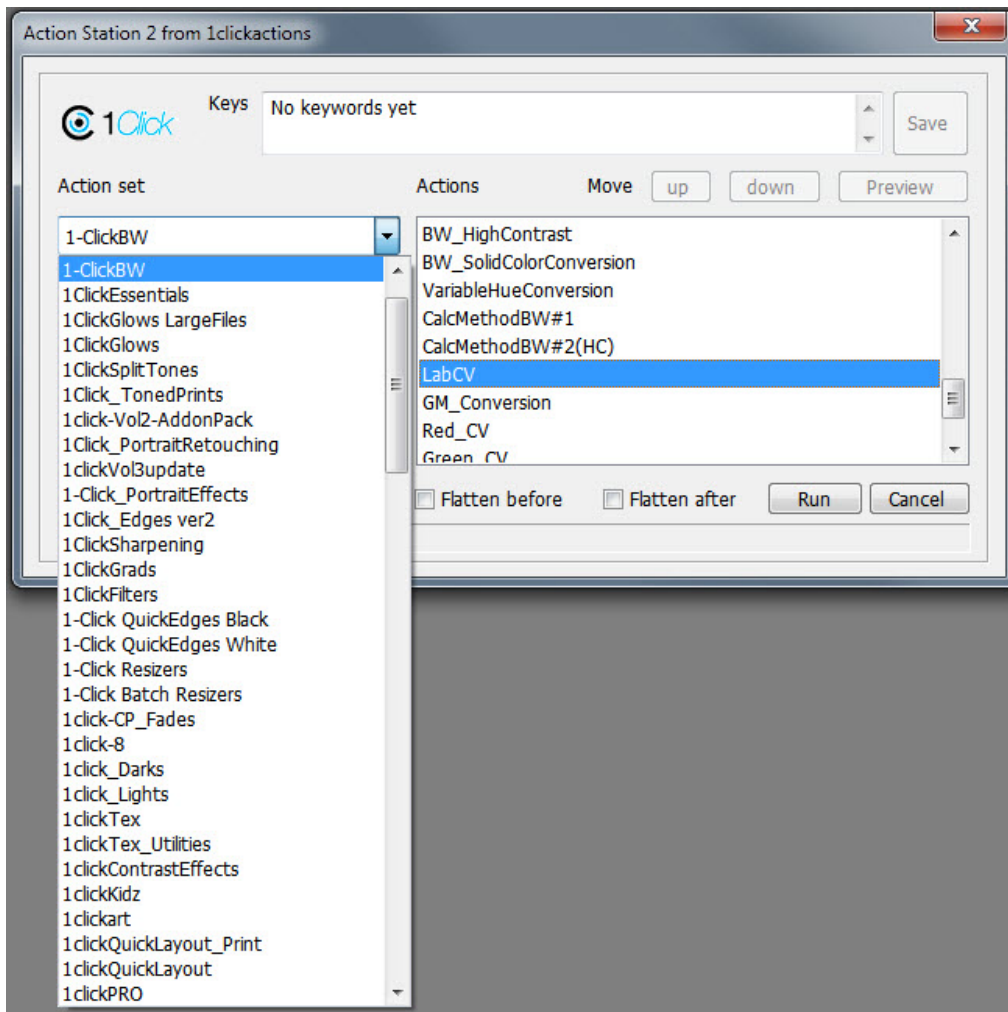 Action Station 2 from 1clickactions
X
1Click
Keys
No keywords yet
Save
Action set
Actions
Move
up
down
Preview
1-ClickBW
1-ClickBW
1ClickEssentials
1ClickGlows LargeFiles
1ClickGlows
1ClickSplitTones
1Click_TonedPrints
1click-Vol2-AddonPack
1Click_PortraitRetouching
1clickVol3update
1-Click_PortraitEffects
1Click_Edges ver2
1ClickSharpening
1ClickGrads
1ClickFilters
1-Click QuickEdges Black
1-Click QuickEdges White
1-Click Resizers
1-Click Batch Resizers
1click-CP_Fades
1click-8
1click_Darks
1click_Lights
1clickTex
1clickTex_Utilities
1clickContrastEffects
1clickKidz
1clickart
1clickQuickLayout_Print
1clickQuickLayout
1clickPRO
BW_HighContrast
BW_SolidColorConversion
VariableHueConversion
CalcMethodBW#1
CalcMethodBW#2(HC)
LabCV
GM_Conversion
Red_CV
Green_CV
Flatten before
Flatten after
Run
Cancel